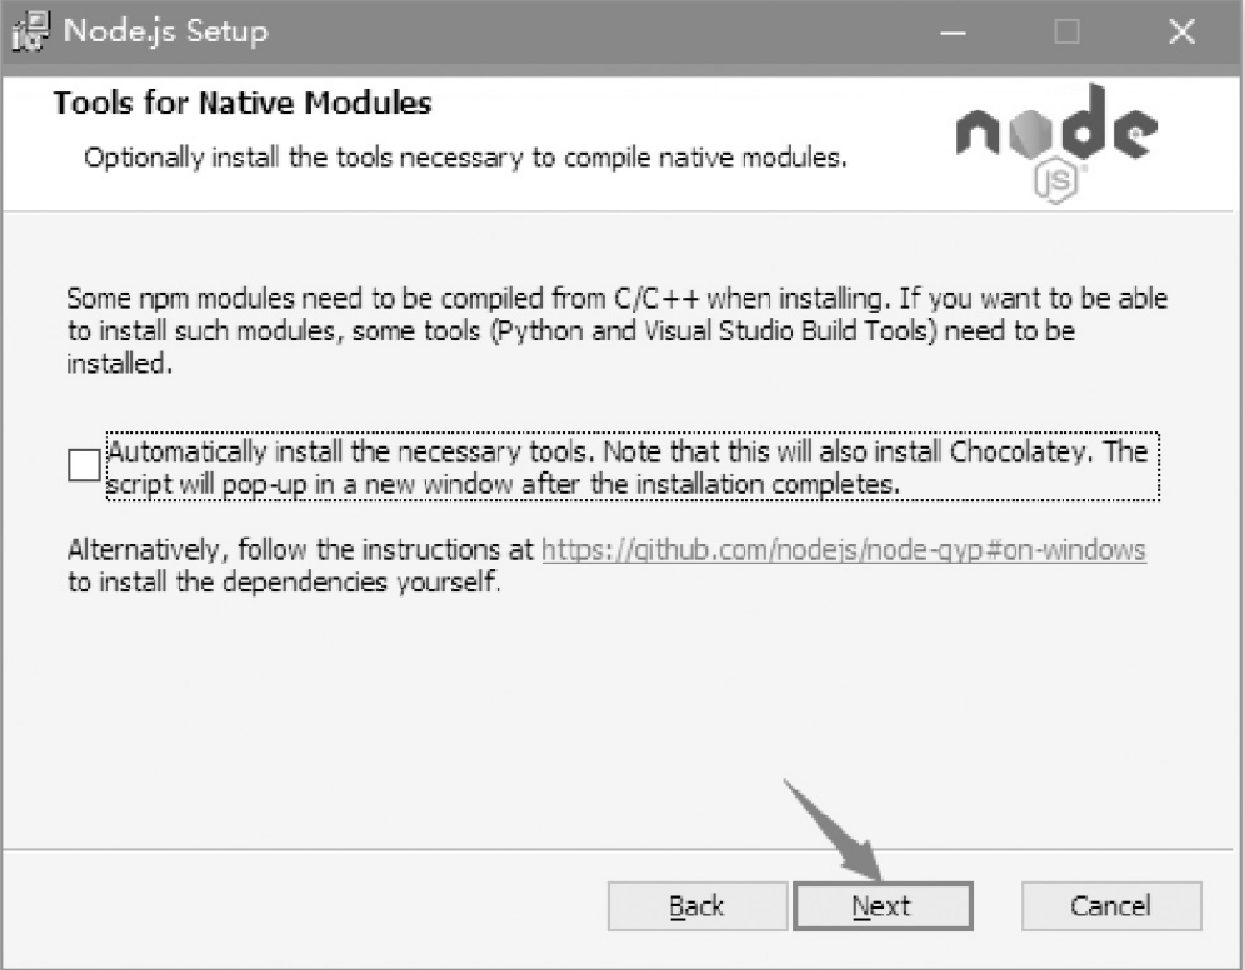 Node.js Setup
Tools for Native Modules
Optionally install the tools necessary to compile native modules.
node
JS
Some npm modules need to be compiled from C/C++ when installing. If you want to be able
to install such modules, some tools (Python and Visual Studio Build Tools) need to be
installed.
Automatically install the necessary tools. Note that this will also install Chocolatey. The
script will pop-up in a new window after the installation completes.
Alternatively, follow the instructions at https://github.com/nodejs/node-gyp#on-windows
to install the dependencies yourself.
Back Next Cancel